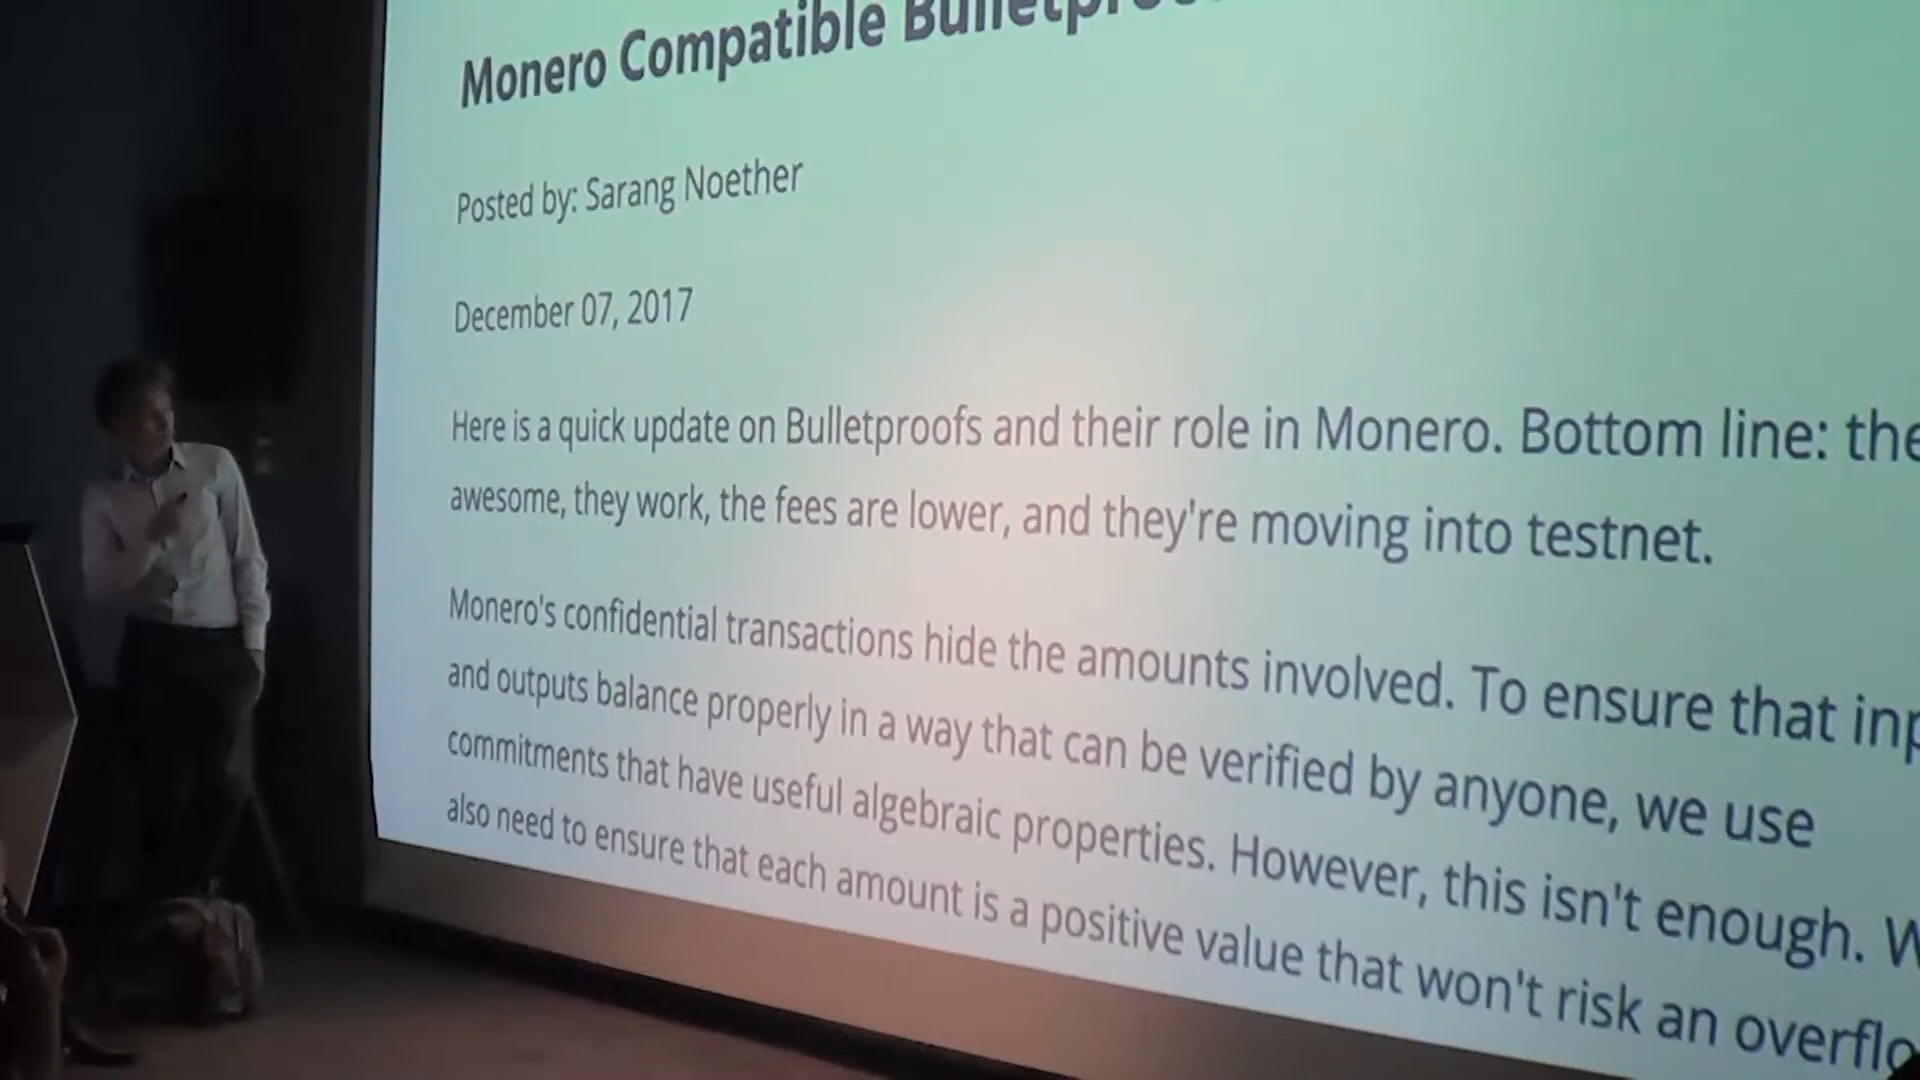 Monero Compatible
Posted by: Sarang Noether
December 07, 2017
Here is a quick update on Bulletproofs and their role in Monero. Bottom line:
awesome, they work, the fees are lower, and they're moving into testnet.
Monero's confidential transactions hide the amounts involved. To ensure that
and outputs balance properly in a way that can be verified by anyone, we use
commitments that have useful algebraic properties. However, this isn't enough.
also need to ensure that each amount is a positive value that won't risk an